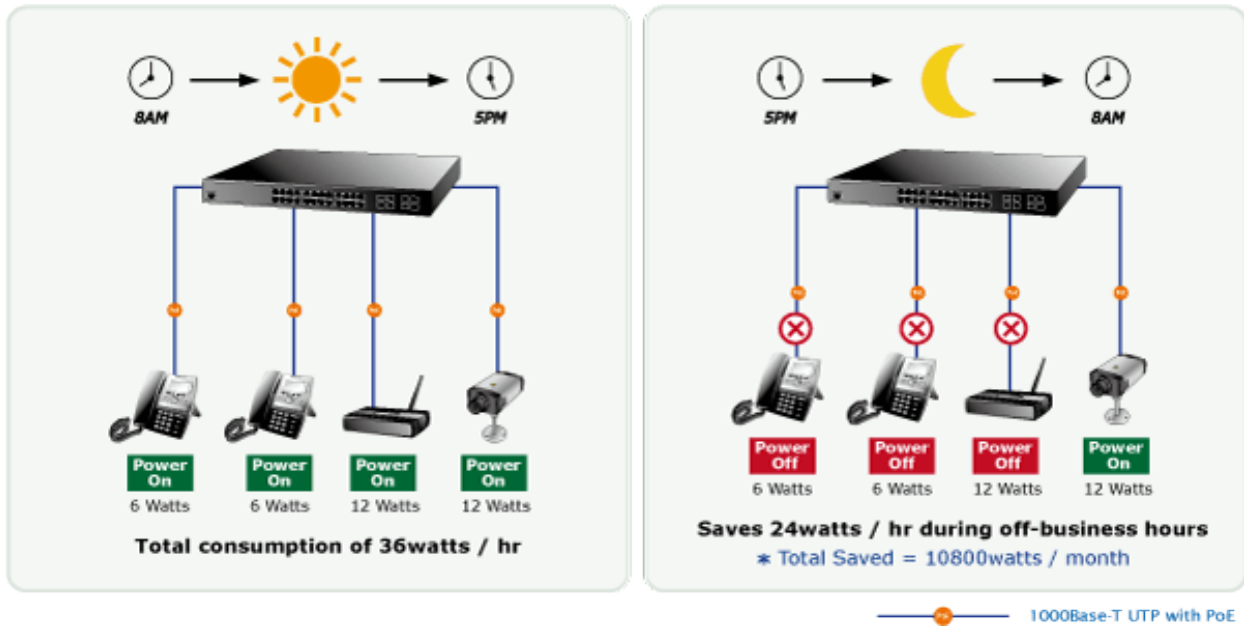 8AM
5PM
Power On
6 Watts
Power On
6 Watts
Power On
12 Watts
Power On
12 Watts
Total consumption of 36watts / hr
5PM
8AM
Power Off
6 Watts
Power Off
6 Watts
Power Off
12 Watts
Power On
12 Watts
Saves 24watts / hr during off-business hours
* Total Saved = 10800watts / month
1000Base-T UTP with PoE